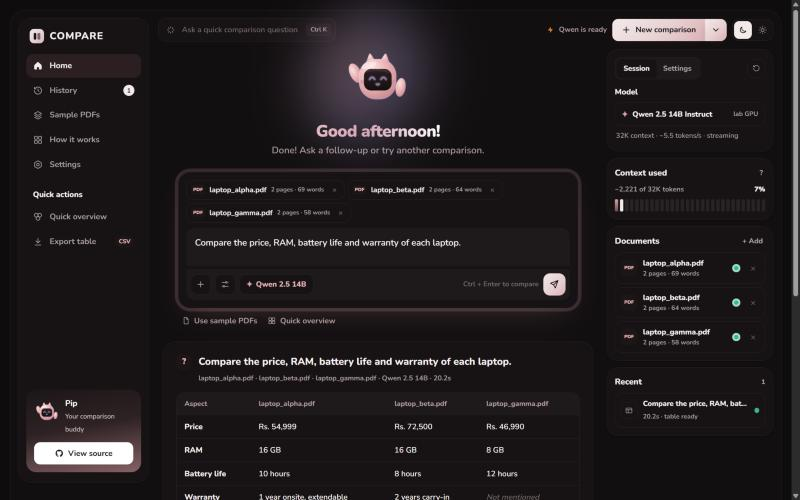 COMPARE
Home
History 1
Sample PDFs
How it works
Settings
Quick actions
Quick overview
Export table CSV
Pip
Your comparison
buddy
View source
Ask a quick comparison question Ctrl K
Qwen is ready
+ New comparison
Good afternoon!
Done! Ask a follow-up or try another comparison.
PDF laptop_alpha.pdf 2 pages · 69 words ×
PDF laptop_beta.pdf 2 pages · 64 words ×
PDF laptop_gamma.pdf 2 pages · 58 words ×
Compare the price, RAM, battery life and warranty of each laptop.
Qwen 2.5 14B
Ctrl + Enter to compare
Use sample PDFs
Quick overview
? Compare the price, RAM, battery life and warranty of each laptop.
laptop_alpha.pdf · laptop_beta.pdf · laptop_gamma.pdf · Qwen 2.5 14B · 20.2s
Aspect laptop_alpha.pdf laptop_beta.pdf laptop_gamma.pdf
Price Rs. 54,999 Rs. 72,500 Rs. 46,990
RAM 16 GB 16 GB 8 GB
Battery life 10 hours 8 hours 12 hours
Warranty 1 year onsite, extendable 2 years carry-in Not mentioned
Session Settings
Model
Qwen 2.5 14B Instruct lab GPU
32K context · ~5.5 tokens/s · streaming
Context used ?
~2,221 of 32K tokens 7%
Documents + Add
PDF laptop_alpha.pdf
2 pages · 69 words ×
PDF laptop_beta.pdf
2 pages · 64 words ×
PDF laptop_gamma.pdf
2 pages · 58 words ×
Recent 1
Compare the price, RAM, bat...
20.2s · table ready